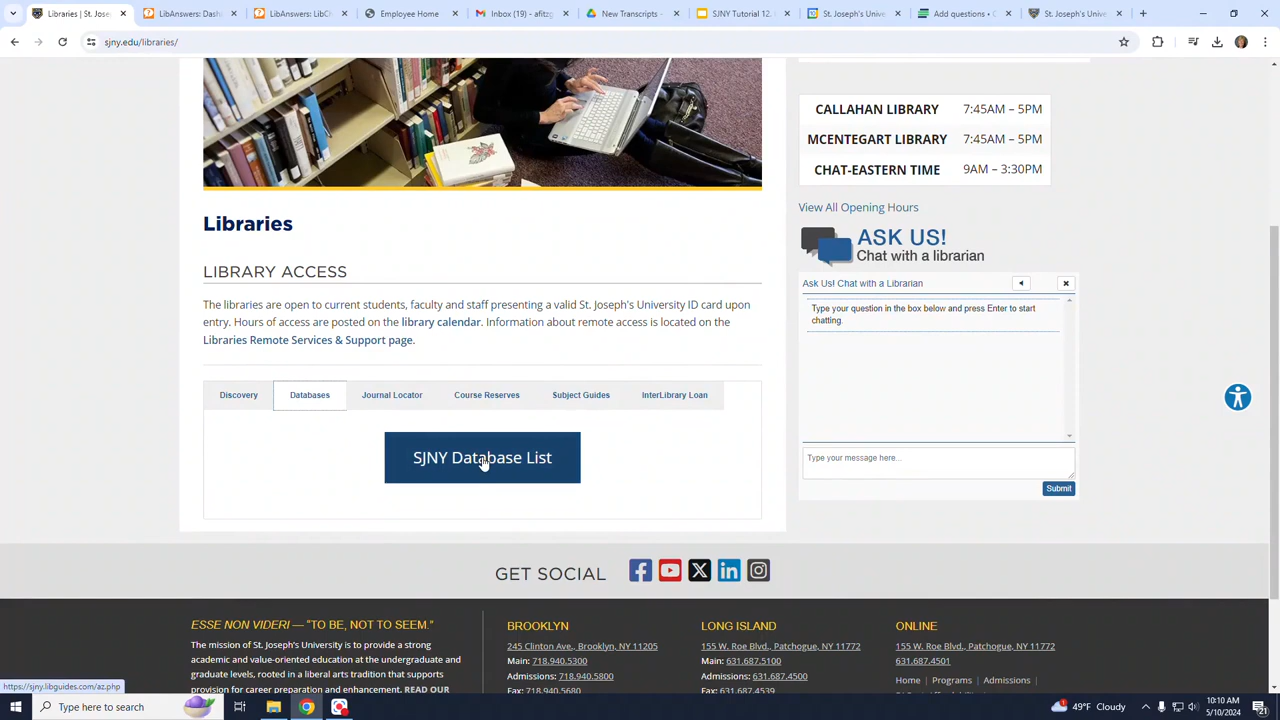 Libraries | St. Jose
LibAnswers: Dash
LibAnswers: LibCh
Employee Home
Inbox (19) - afitzg
New Transcripts -
SJNY Tutorial 12.
St. Joseph's Unive
Add questions • C
St. Joseph's Unive
sjny.edu/libraries/
CALLAHAN LIBRARY 7:45AM – 5PM
MCENTEGART LIBRARY 7:45AM – 5PM
CHAT-EASTERN TIME 9AM – 3:30PM
View All Opening Hours
ASK US!
Chat with a librarian
Ask Us! Chat with a Librarian
Type your question in the box below and press Enter to start
chatting.
Type your message here...
Submit
Libraries
LIBRARY ACCESS
The libraries are open to current students, faculty and staff presenting a valid St. Joseph's University ID card upon
entry. Hours of access are posted on the library calendar. Information about remote access is located on the
Libraries Remote Services & Support page.
Discovery Databases Journal Locator Course Reserves Subject Guides InterLibrary Loan
SJNY Database List
GET SOCIAL
ESSE NON VIDERI — "TO BE, NOT TO SEEM."
The mission of St. Joseph's University is to provide a strong
academic and value-oriented education at the undergraduate and
graduate levels, rooted in a liberal arts tradition that supports
provision for career preparation and enhancement. READ OUR
BROOKLYN
245 Clinton Ave., Brooklyn, NY 11205
Main: 718.940.5300
Admissions: 718.940.5800
Fax: 718.940.5680
LONG ISLAND
155 W. Roe Blvd., Patchogue, NY 11772
Main: 631.687.5100
Admissions: 631.687.4500
Fax: 631.687.4539
ONLINE
155 W. Roe Blvd., Patchogue, NY 11772
631.687.4501
Home | Programs | Admissions |
https://sjny.libguides.com/az.php
Type here to search
49°F Cloudy
10:10 AM
5/10/2024
21